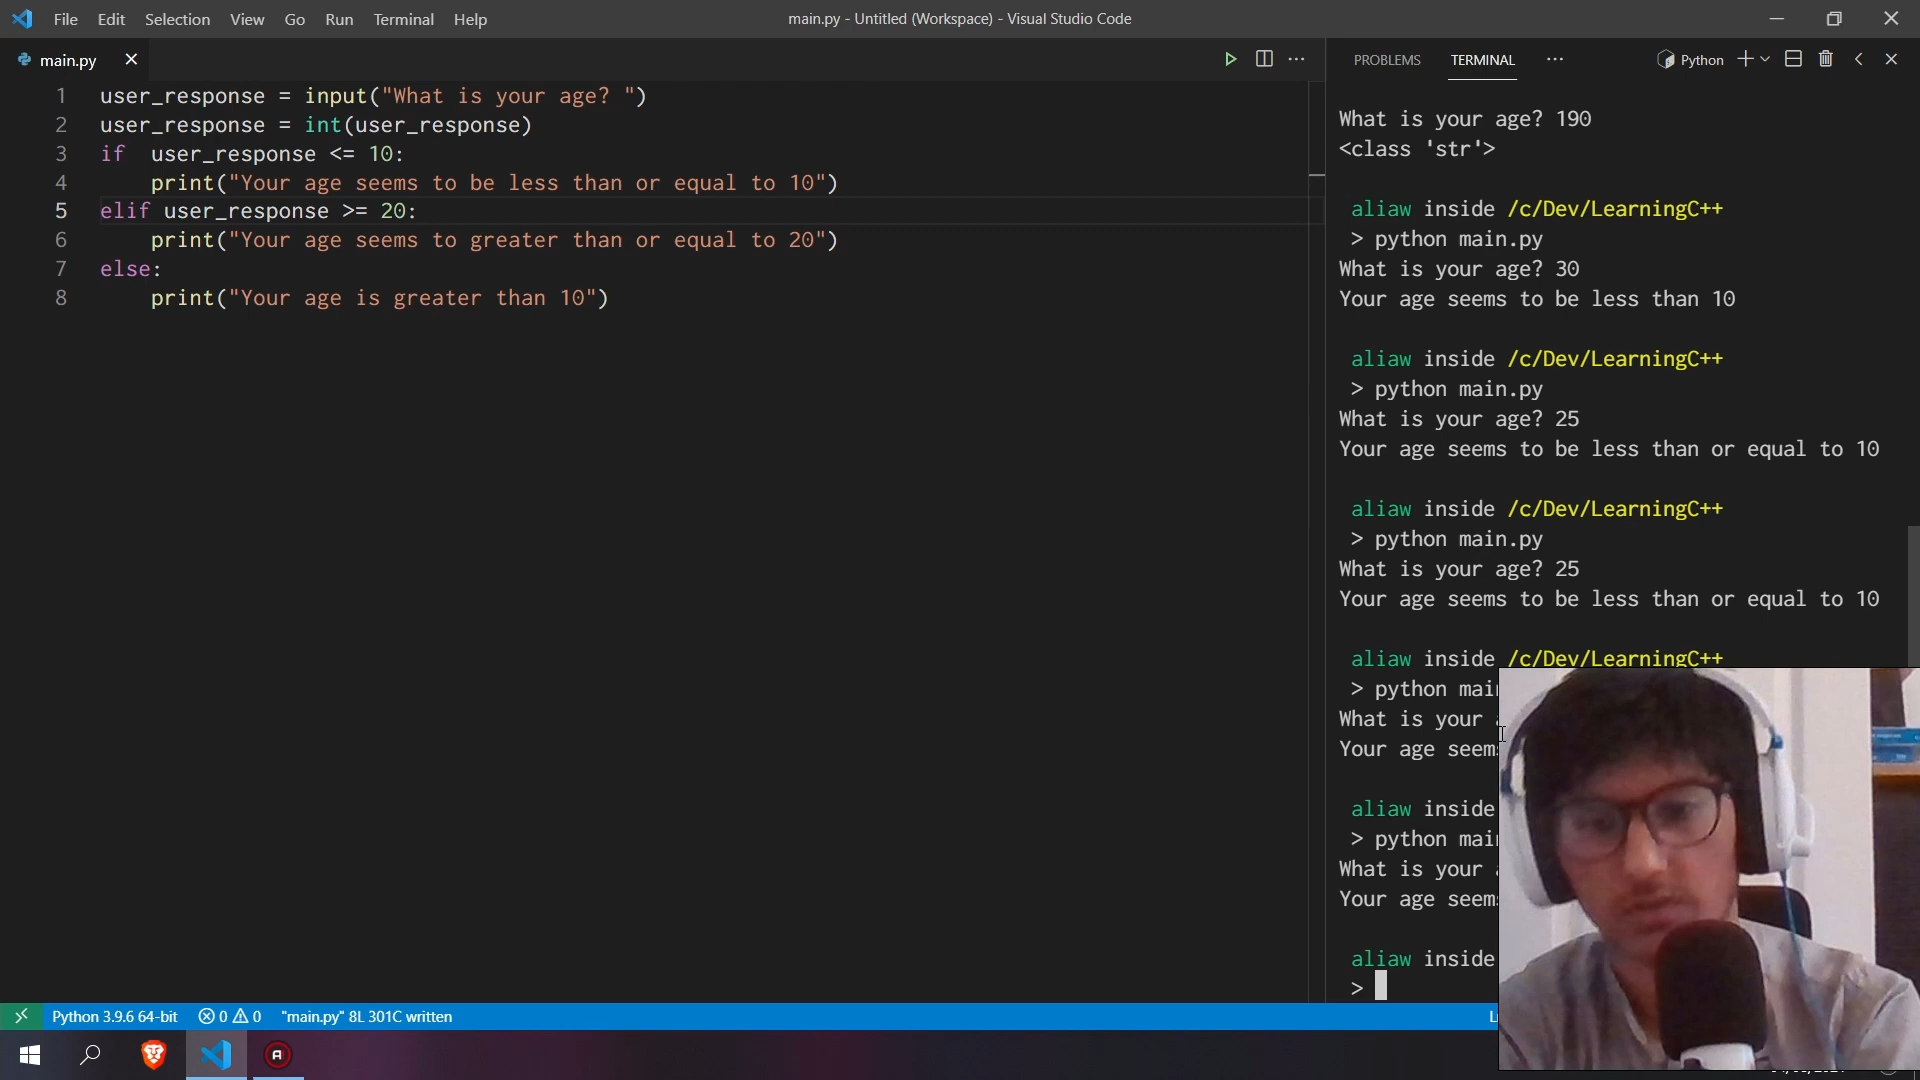 File Edit Selection View Go Run Terminal Help
main.py - Untitled (Workspace) - Visual Studio Code
main.py
1 user_response = input("What is your age? ")
2 user_response = int(user_response)
3 if user_response <= 10:
4 print("Your age seems to be less than or equal to 10")
5 elif user_response >= 20:
6 print("Your age seems to greater than or equal to 20")
7 else:
8 print("Your age is greater than 10")
PROBLEMS TERMINAL ··· Python
What is your age? 190
<class 'str'>
aliaw inside /c/Dev/LearningC++
> python main.py
What is your age? 30
Your age seems to be less than 10
aliaw inside /c/Dev/LearningC++
> python main.py
What is your age? 25
Your age seems to be less than or equal to 10
aliaw inside /c/Dev/LearningC++
> python main.py
What is your age? 25
Your age seems to be less than or equal to 10
aliaw inside /c/Dev/LearningC++
> python mai
What is your
Your age seem
aliaw inside
> python mai
What is your
Your age seem
aliaw inside
>
Python 3.9.6 64-bit 0 0 "main.py" 8L 301C written